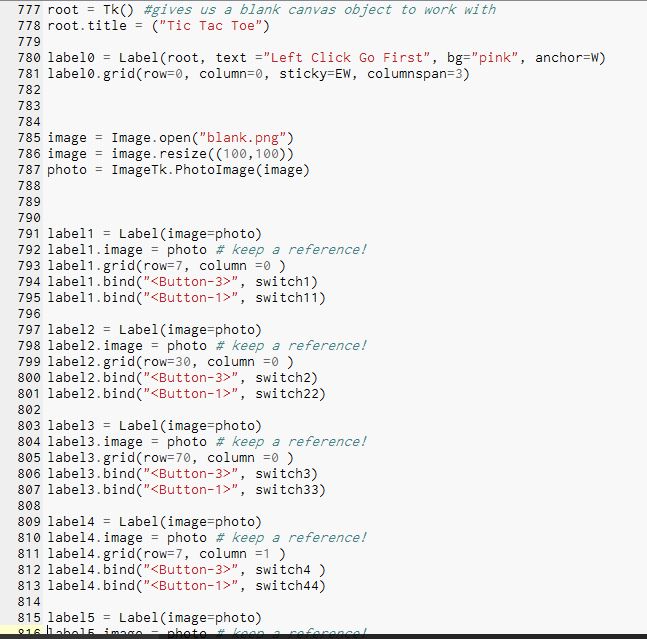 777 root = Tk() #gives us a blank canvas object to work with
778 root.title = ("Tic Tac Toe")
779
780 label0 = Label(root, text ="Left Click Go First", bg="pink", anchor=W)
781 label0.grid(row=0, column=0, sticky=EW, columnspan=3)
782
783
784
785 image = Image.open("blank.png")
786 image = image.resize((100,100))
787 photo = ImageTk.PhotoImage(image)
788
789
790
791 label1 = Label(image=photo)
792 label1.image = photo # keep a reference!
793 label1.grid(row=7, column =0 )
794 label1.bind("<Button-3>", switch1)
795 label1.bind("<Button-1>", switch11)
796
797 label2 = Label(image=photo)
798 label2.image = photo # keep a reference!
799 label2.grid(row=30, column =0 )
800 label2.bind("<Button-3>", switch2)
801 label2.bind("<Button-1>", switch22)
802
803 label3 = Label(image=photo)
804 label3.image = photo # keep a reference!
805 label3.grid(row=70, column =0 )
806 label3.bind("<Button-3>", switch3)
807 label3.bind("<Button-1>", switch33)
808
809 label4 = Label(image=photo)
810 label4.image = photo # keep a reference!
811 label4.grid(row=7, column =1 )
812 label4.bind("<Button-3>", switch4 )
813 label4.bind("<Button-1>", switch44)
814
815 label5 = Label(image=photo)
816 label5.image = photo # keep a reference!